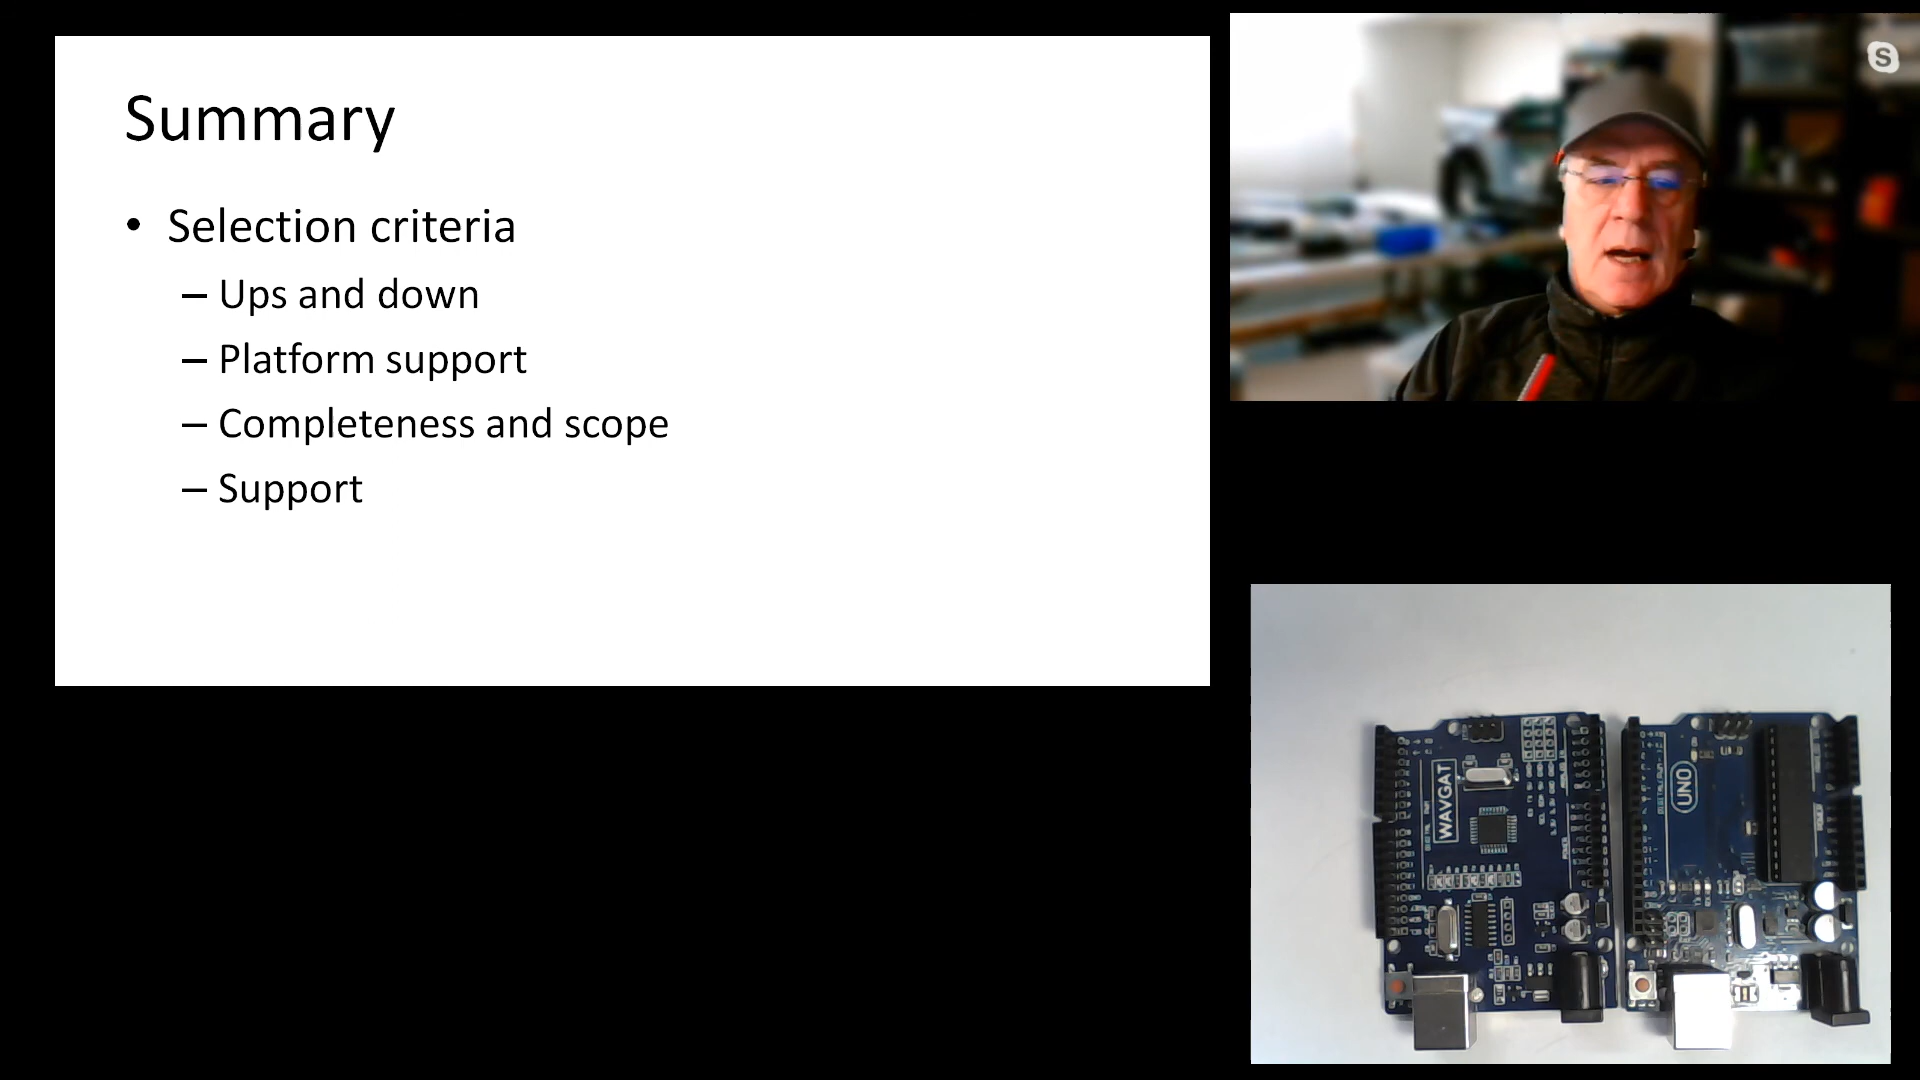 Summary
• Selection criteria
– Ups and down
– Platform support
– Completeness and scope
– Support
S
WAVGAT
UNO